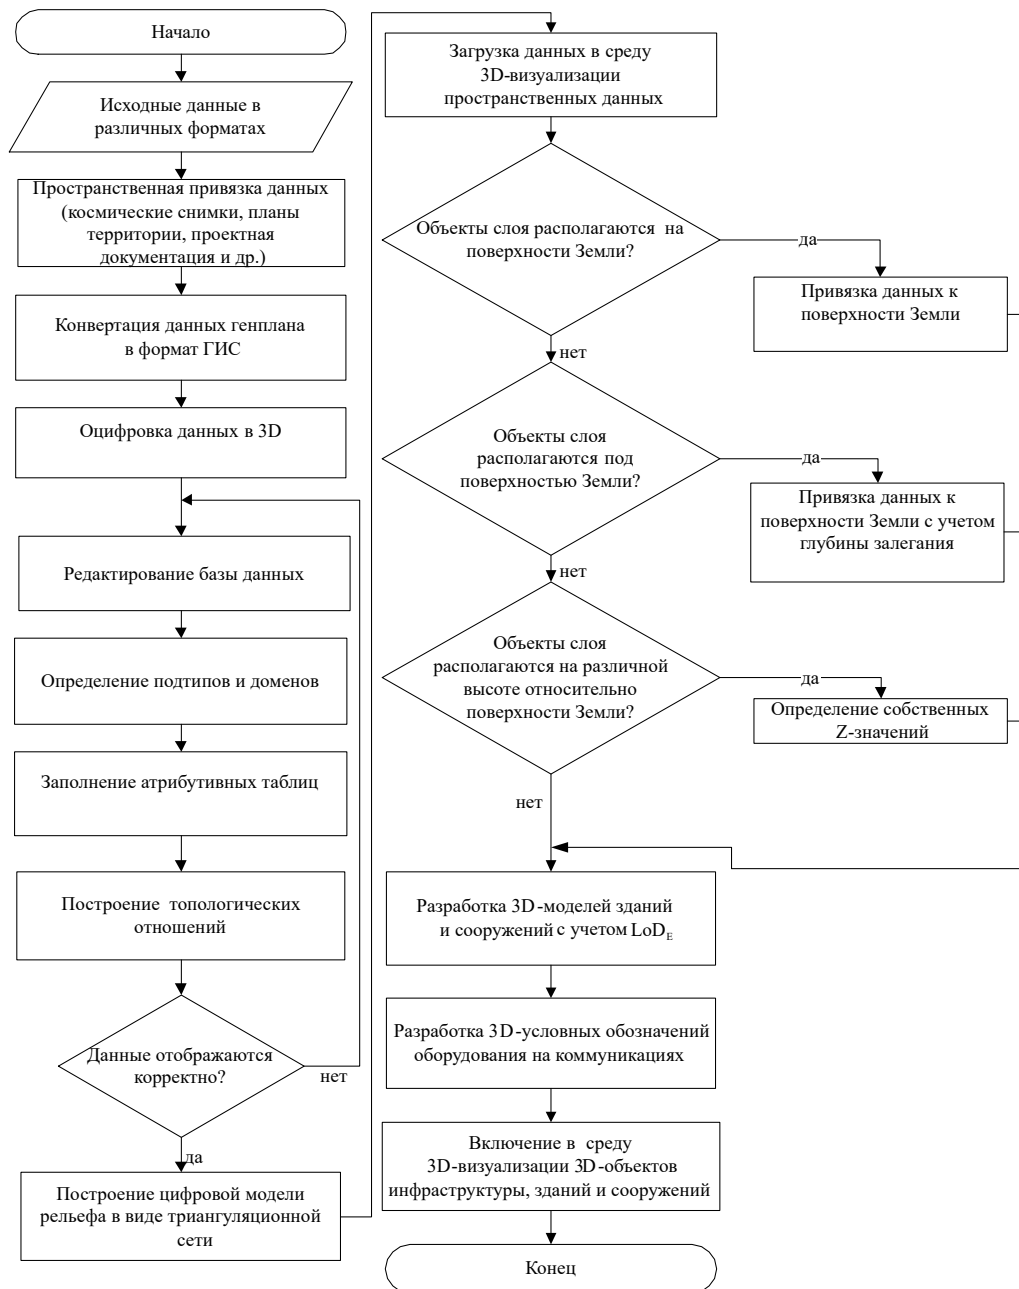 Начало
Исходные данные в
различных форматах
Пространственная привязка данных
(космические снимки, планы
территории, проектная
документация и др.)
Конвертация данных генплана
в формат ГИС
Оцифровка данных в 3D
Редактирование базы данных
Определение подтипов и доменов
Заполнение атрибутивных таблиц
Построение топологических
отношений
Данные отображаются
корректно?
нет
да
Построение цифровой модели
рельефа в виде триангуляционной
сети
Загрузка данных в среду
3D-визуализации
пространственных данных
Объекты слоя располагаются на
поверхности Земли?
да
Привязка данных к
поверхности Земли
нет
Объекты слоя
располагаются под
поверхностью Земли?
да
Привязка данных к
поверхности Земли с учетом
глубины залегания
нет
Объекты слоя
располагаются на различной
высоте относительно
поверхности Земли?
да
Определение собственных
Z-значений
нет
Разработка 3D-моделей зданий
и сооружений с учетом LoD_E
Разработка 3D-условных обозначений
оборудования на коммуникациях
Включение в среду
3D-визуализации 3D-объектов
инфраструктуры, зданий и сооружений
Конец